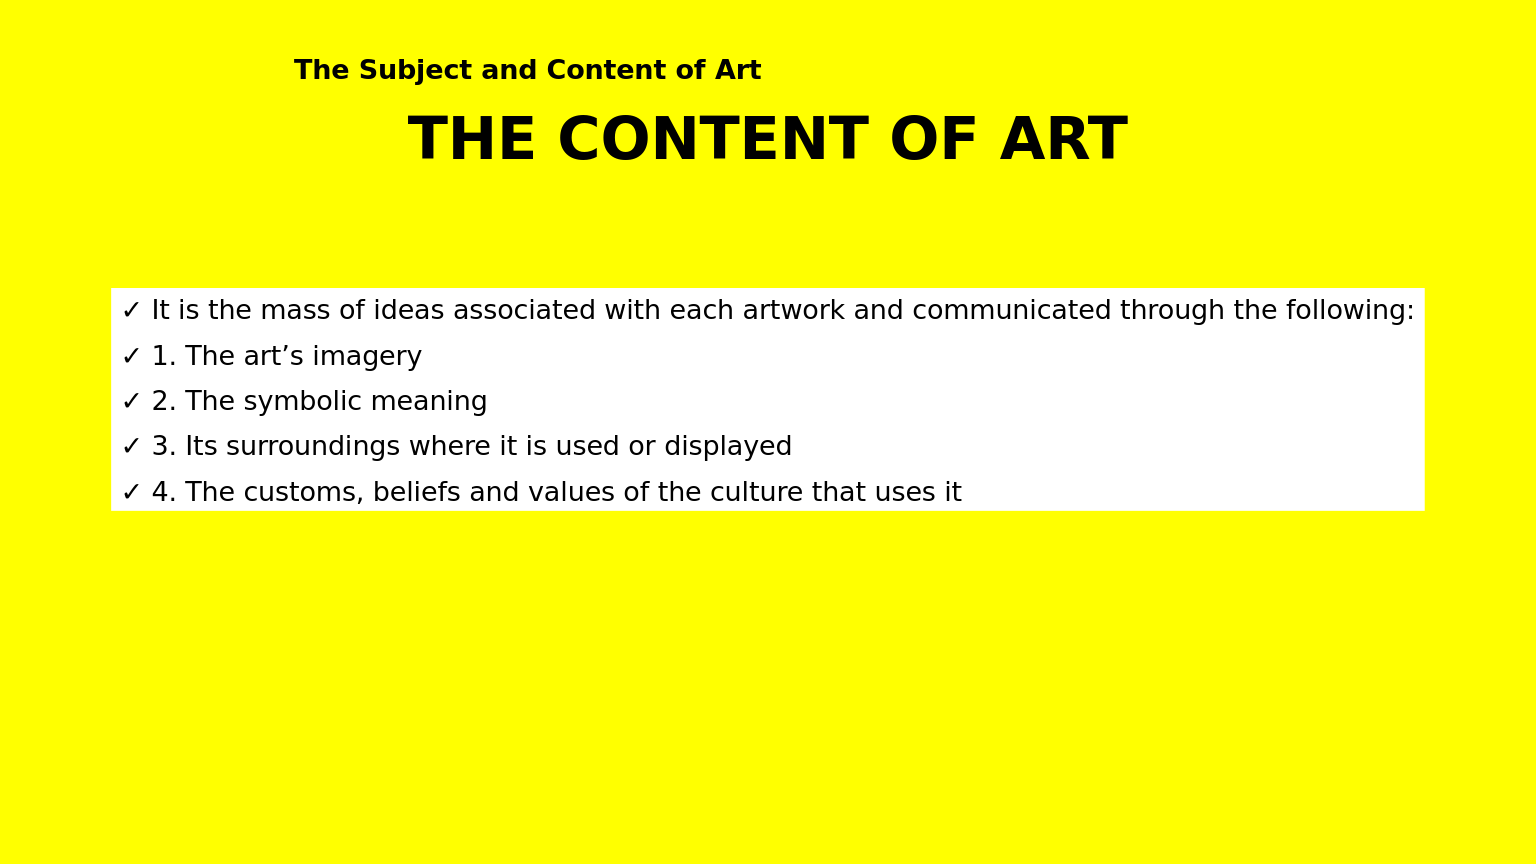 The Subject and Content of Art
THE CONTENT OF ART
✓ It is the mass of ideas associated with each artwork and communicated through the following:
✓ 1. The art’s imagery
✓ 2. The symbolic meaning
✓ 3. Its surroundings where it is used or displayed
✓ 4. The customs, beliefs and values of the culture that uses it